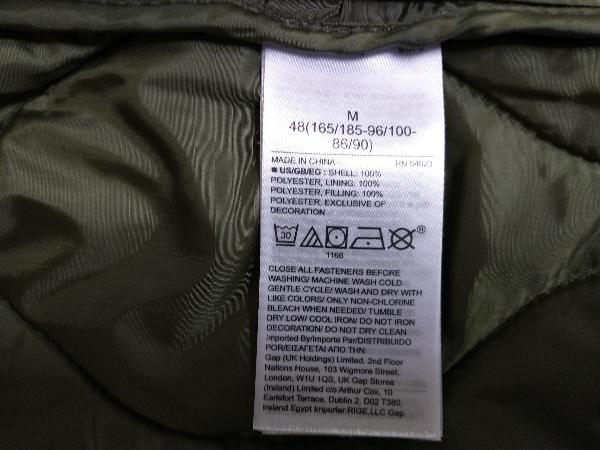 M
48(165/185-96/100-
86/90)
MADE IN CHINA RN 54023
■ US/GB/EG : SHELL: 100%
POLYESTER, LINING: 100%
POLYESTER, FILLING: 100%
POLYESTER, EXCLUSIVE OF
DECORATION
30
®
1166
CLOSE ALL FASTENERS BEFORE
WASHING/ MACHINE WASH COLD
GENTLE CYCLE/ WASH AND DRY WITH
LIKE COLORS/ ONLY NON-CHLORINE
BLEACH WHEN NEEDED/ TUMBLE
DRY LOW/ COOL IRON/ DO NOT IRON
DECORATION/ DO NOT DRY CLEAN
Imported By/Importe Par/DISTRIBUIDO
POR/ΕΙΣΑΓΕΤΑΙ ΑΠΟ ΤΗΝ:
Gap (UK Holdings) Limited, 2nd Floor
Nations House, 103 Wigmore Street,
London, W1U 1QS, UK Gap Stores
(Ireland) Limited c/o Arthur Cox, 10
Earlsfort Terrace, Dublin 2, D02 T380,
Ireland Egypt Importer:RIGE,LLC Gap